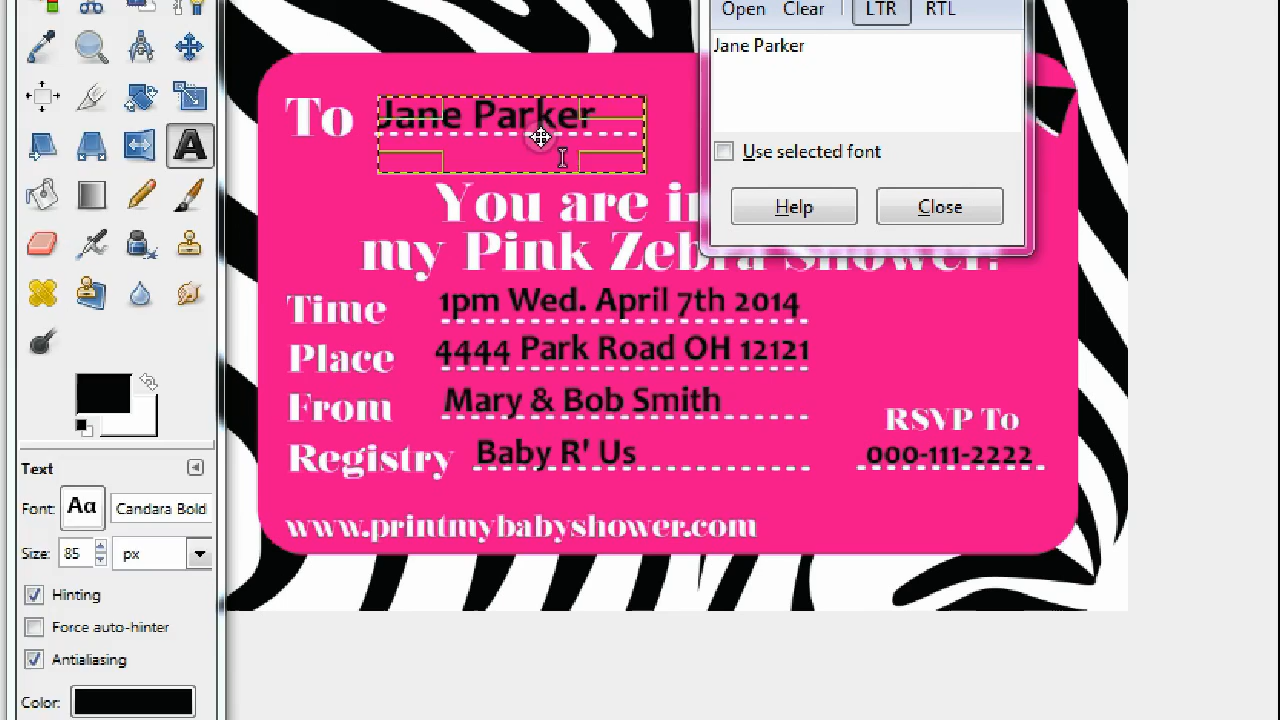 Open Clear LTR RTL
Jane Parker
Use selected font
Help Close
To Jane Parker
You are in
my Pink Zebra Shower!
Time 1pm Wed. April 7th 2014
Place 4444 Park Road OH 12121
From Mary & Bob Smith
Registry Baby R' Us
RSVP To
000-111-2222
www.printmybabyshower.com
A
Text
Font: Aa Candara Bold
Size: 85 px
Hinting
Force auto-hinter
Antialiasing
Color: